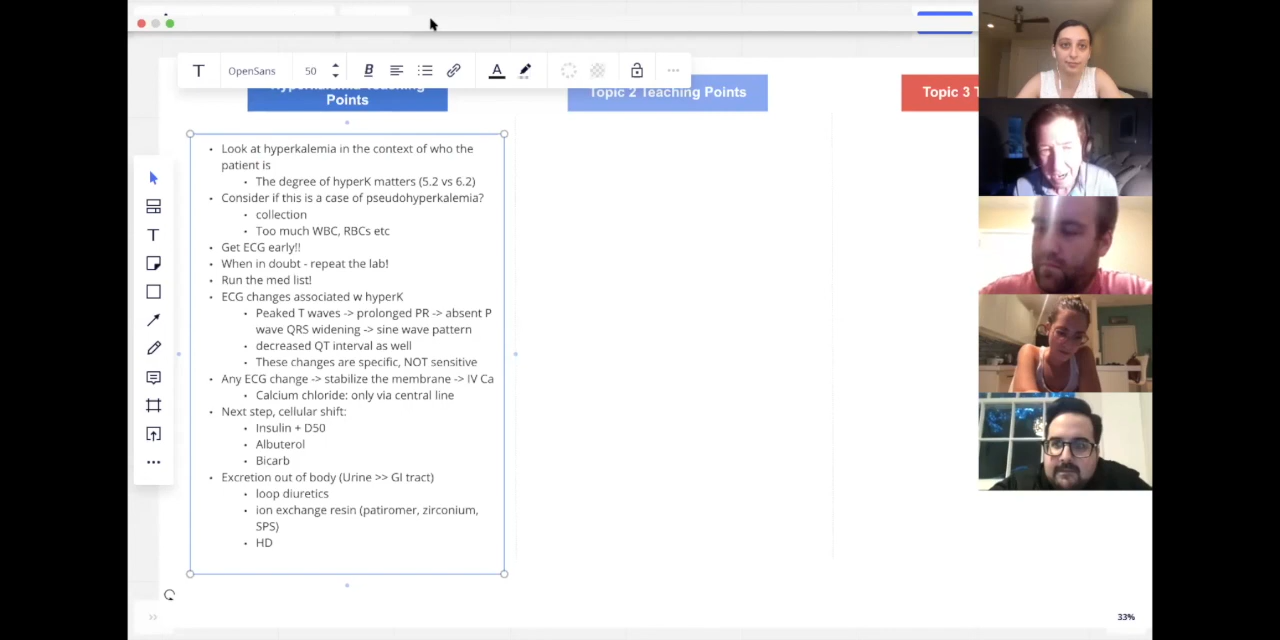 OpenSans 50 B A
Points
Topic 2 Teaching Points
Topic 3
• Look at hyperkalemia in the context of who the
patient is
• The degree of hyperK matters (5.2 vs 6.2)
• Consider if this is a case of pseudohyperkalemia?
• collection
• Too much WBC, RBCs etc
• Get ECG early!!
• When in doubt - repeat the lab!
• Run the med list!
• ECG changes associated w hyperK
• Peaked T waves -> prolonged PR -> absent P
wave QRS widening -> sine wave pattern
• decreased QT interval as well
• These changes are specific, NOT sensitive
• Any ECG change -> stabilize the membrane -> IV Ca
• Calcium chloride: only via central line
• Next step, cellular shift:
• Insulin + D50
• Albuterol
• Bicarb
• Excretion out of body (Urine >> GI tract)
• loop diuretics
• ion exchange resin (patiromer, zirconium,
SPS)
• HD
33%